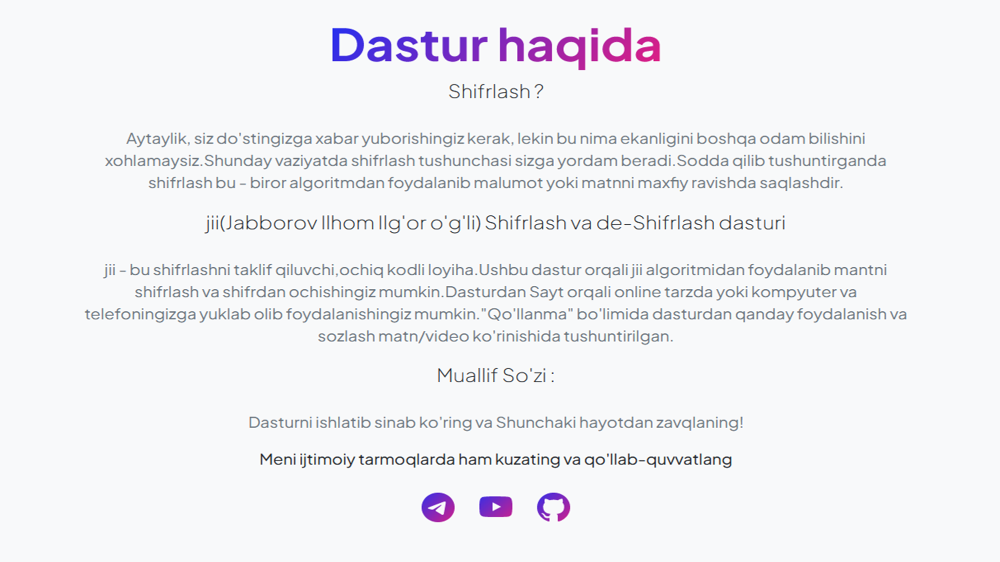 Dastur haqida
Shifrlash ?
Aytaylik, siz do'stingizga xabar yuborishingiz kerak, lekin bu nima ekanligini boshqa odam bilishini
xohlamaysiz.Shunday vaziyatda shifrlash tushunchasi sizga yordam beradi.Sodda qilib tushuntirganda
shifrlash bu - biror algoritmdan foydalanib malumot yoki matnni maxfiy ravishda saqlashdir.
jii(Jabborov Ilhom Ilg'or o'g'li) Shifrlash va de-Shifrlash dasturi
jii - bu shifrlashni taklif qiluvchi,ochiq kodli loyiha.Ushbu dastur orqali jii algoritmidan foydalanib mantni
shifrlash va shifrdan ochishingiz mumkin.Dasturdan Sayt orqali online tarzda yoki kompyuter va
telefoningizga yuklab olib foydalanishingiz mumkin."Qo'llanma" bo'limida dasturdan qanday foydalanish va
sozlash matn/video ko'rinishida tushuntirilgan.
Muallif So'zi :
Dasturni ishlatib sinab ko'ring va Shunchaki hayotdan zavqlaning!
Meni ijtimoiy tarmoqlarda ham kuzating va qo'llab-quvvatlang